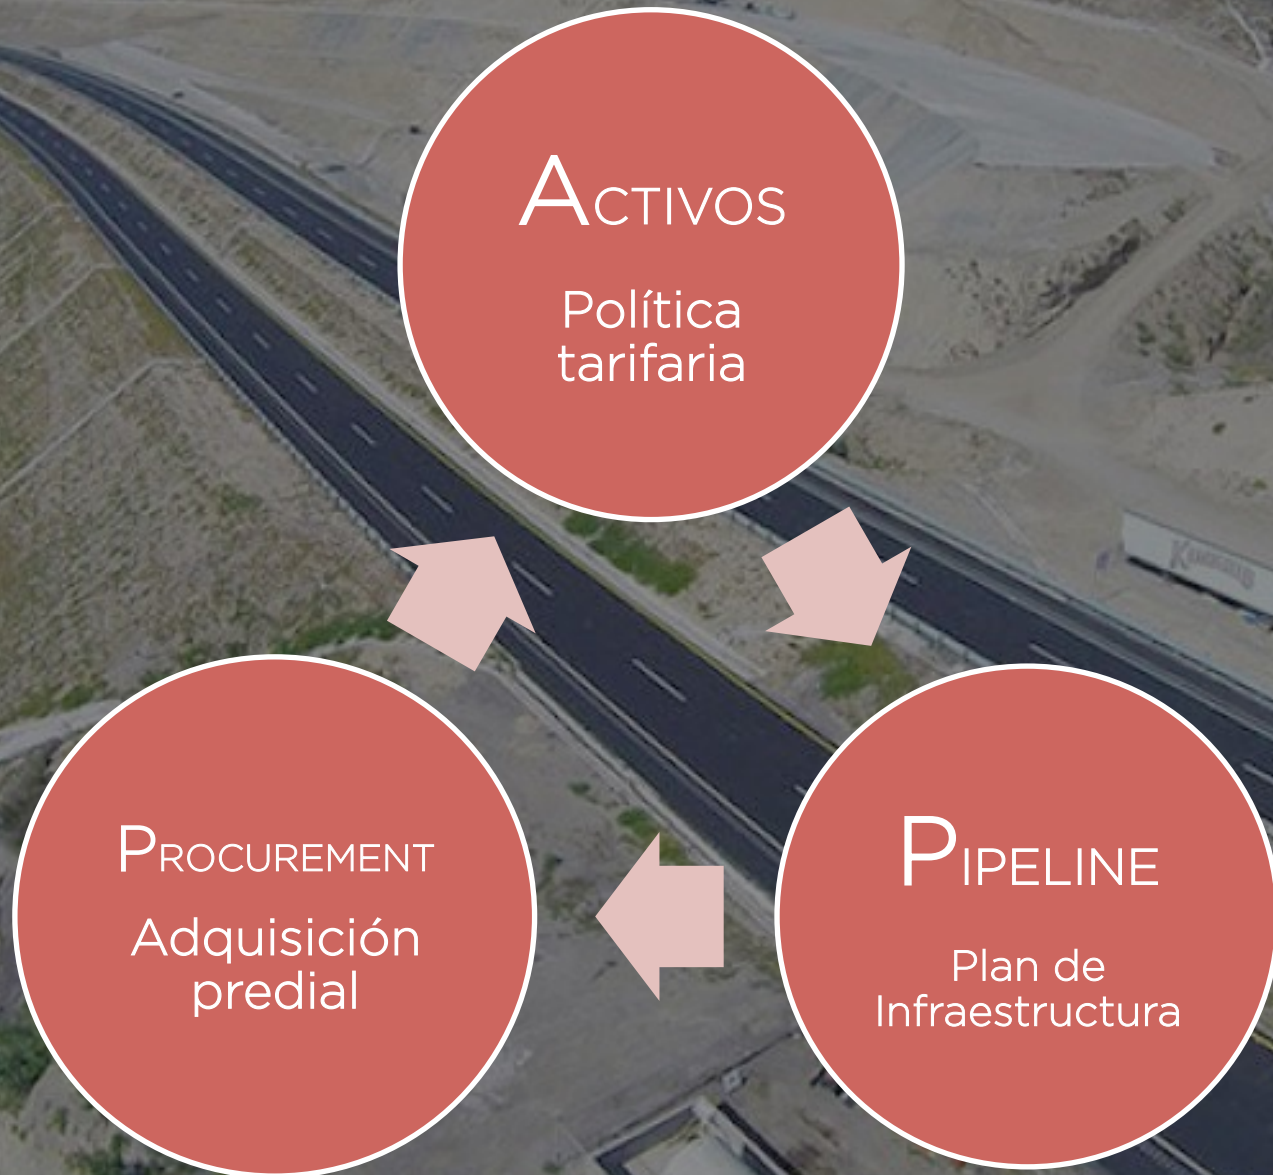 ACTIVOS
Política
tarifaria
PROCUREMENT
Adquisición
predial
PIPELINE
Plan de
Infraestructura